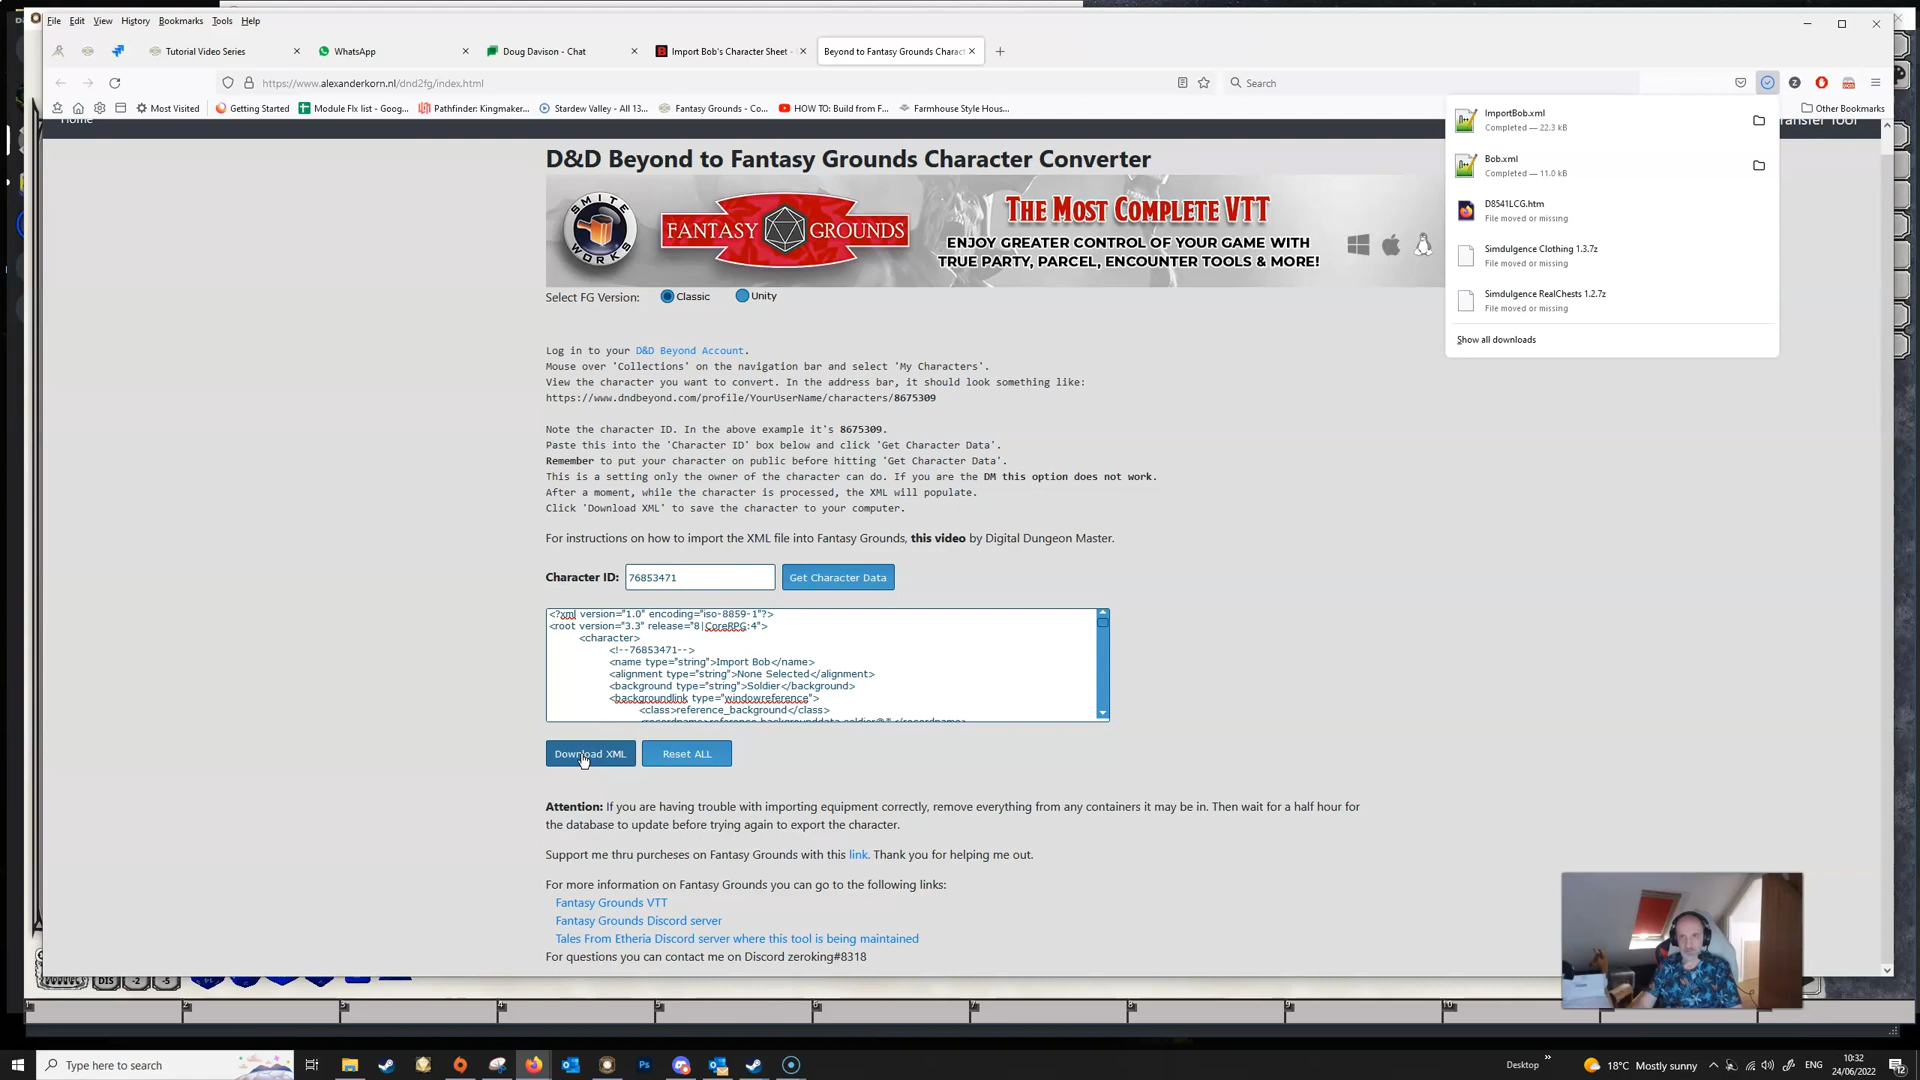 File Edit View History Bookmarks Tools Help
Tutorial Video Series
WhatsApp
Doug Davison - Chat
Import Bob's Character Sheet -
Beyond to Fantasy Grounds Charac
https://www.alexanderkorn.nl/dnd2fg/index.html
Search
Most Visited
Getting Started
Module FIx list - Goog...
Pathfinder: Kingmaker...
Stardew Valley - All 13...
Fantasy Grounds - Co...
HOW TO: Build from F...
Farmhouse Style Hous...
Other Bookmarks
Home
ImportBob.xml
Completed — 22.3 kB
Bob.xml
Completed — 11.0 kB
D8541LCG.htm
File moved or missing
Simdulgence Clothing 1.3.7z
File moved or missing
Simdulgence RealChests 1.2.7z
File moved or missing
Show all downloads
D&D Beyond to Fantasy Grounds Character Converter
SMITE WORKS
FANTASY GROUNDS
THE MOST COMPLETE VTT
ENJOY GREATER CONTROL OF YOUR GAME WITH
TRUE PARTY, PARCEL, ENCOUNTER TOOLS & MORE!
Select FG Version: Classic Unity
Log in to your D&D Beyond Account.
Mouse over 'Collections' on the navigation bar and select 'My Characters'.
View the character you want to convert. In the address bar, it should look something like:
https://www.dndbeyond.com/profile/YourUserName/characters/8675309
Note the character ID. In the above example it's 8675309.
Paste this into the 'Character ID' box below and click 'Get Character Data'.
Remember to put your character on public before hitting 'Get Character Data'.
This is a setting only the owner of the character can do. If you are the DM this option does not work.
After a moment, while the character is processed, the XML will populate.
Click 'Download XML' to save the character to your computer.
For instructions on how to import the XML file into Fantasy Grounds, this video by Digital Dungeon Master.
Character ID: 76853471 Get Character Data
<?xml version="1.0" encoding="iso-8859-1"?>
<root version="3.3" release="8|CoreRPG:4">
<character>
<!--76853471-->
<name type="string">Import Bob</name>
<alignment type="string">None Selected</alignment>
<background type="string">Soldier</background>
<backgroundlink type="windowreference">
<class>reference_background</class>
Download XML Reset ALL
Attention: If you are having trouble with importing equipment correctly, remove everything from any containers it may be in. Then wait for a half hour for
the database to update before trying again to export the character.
Support me thru purcheses on Fantasy Grounds with this link. Thank you for helping me out.
For more information on Fantasy Grounds you can go to the following links:
Fantasy Grounds VTT
Fantasy Grounds Discord server
Tales From Etheria Discord server where this tool is being maintained
For questions you can contact me on Discord zeroking#8318
DIS -2 -5
Type here to search
Desktop
18°C Mostly sunny
ENG
10:32
24/06/2022